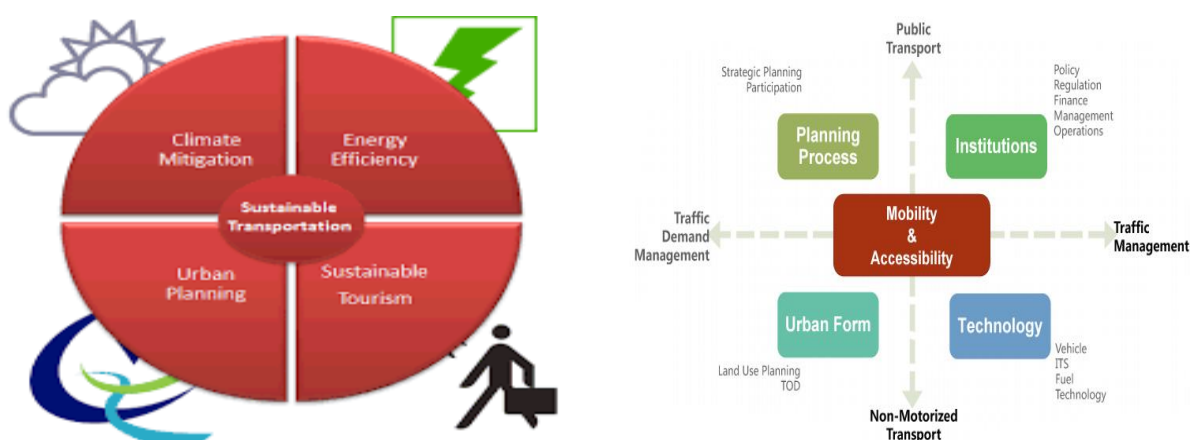 Climate
Mitigation
Energy
Efficiency
Sustainable
Transportation
Urban
Planning
Sustainable
Tourism
Public
Transport
Strategic Planning
Participation
Policy
Regulation
Finance
Management
Operations
Planning
Process
Institutions
Traffic
Demand
Management
Mobility
&
Accessibility
Traffic
Management
Urban Form
Technology
Land Use Planning
TOD
Vehicle
ITS
Fuel
Technology
Non-Motorized
Transport